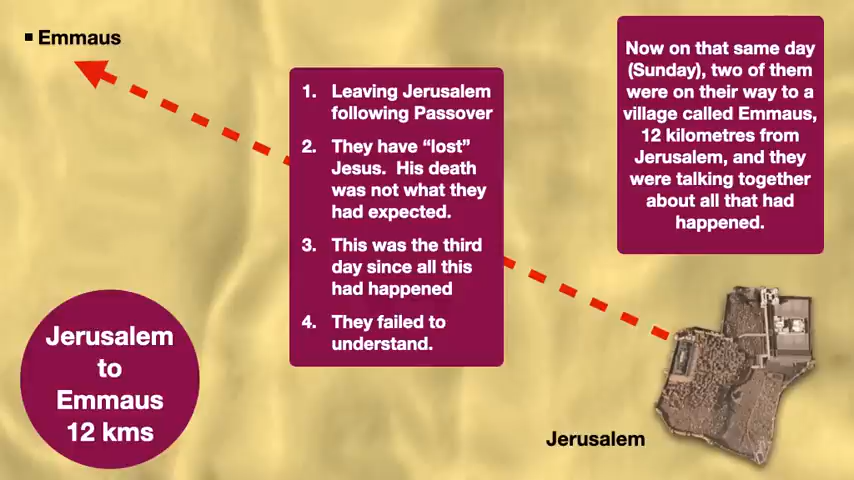 Emmaus
1. Leaving Jerusalem
following Passover
2. They have “lost”
Jesus. His death
was not what they
had expected.
3. This was the third
day since all this
had happened
4. They failed to
understand.
Now on that same day
(Sunday), two of them
were on their way to a
village called Emmaus,
12 kilometres from
Jerusalem, and they
were talking together
about all that had
happened.
Jerusalem
to
Emmaus
12 kms
Jerusalem